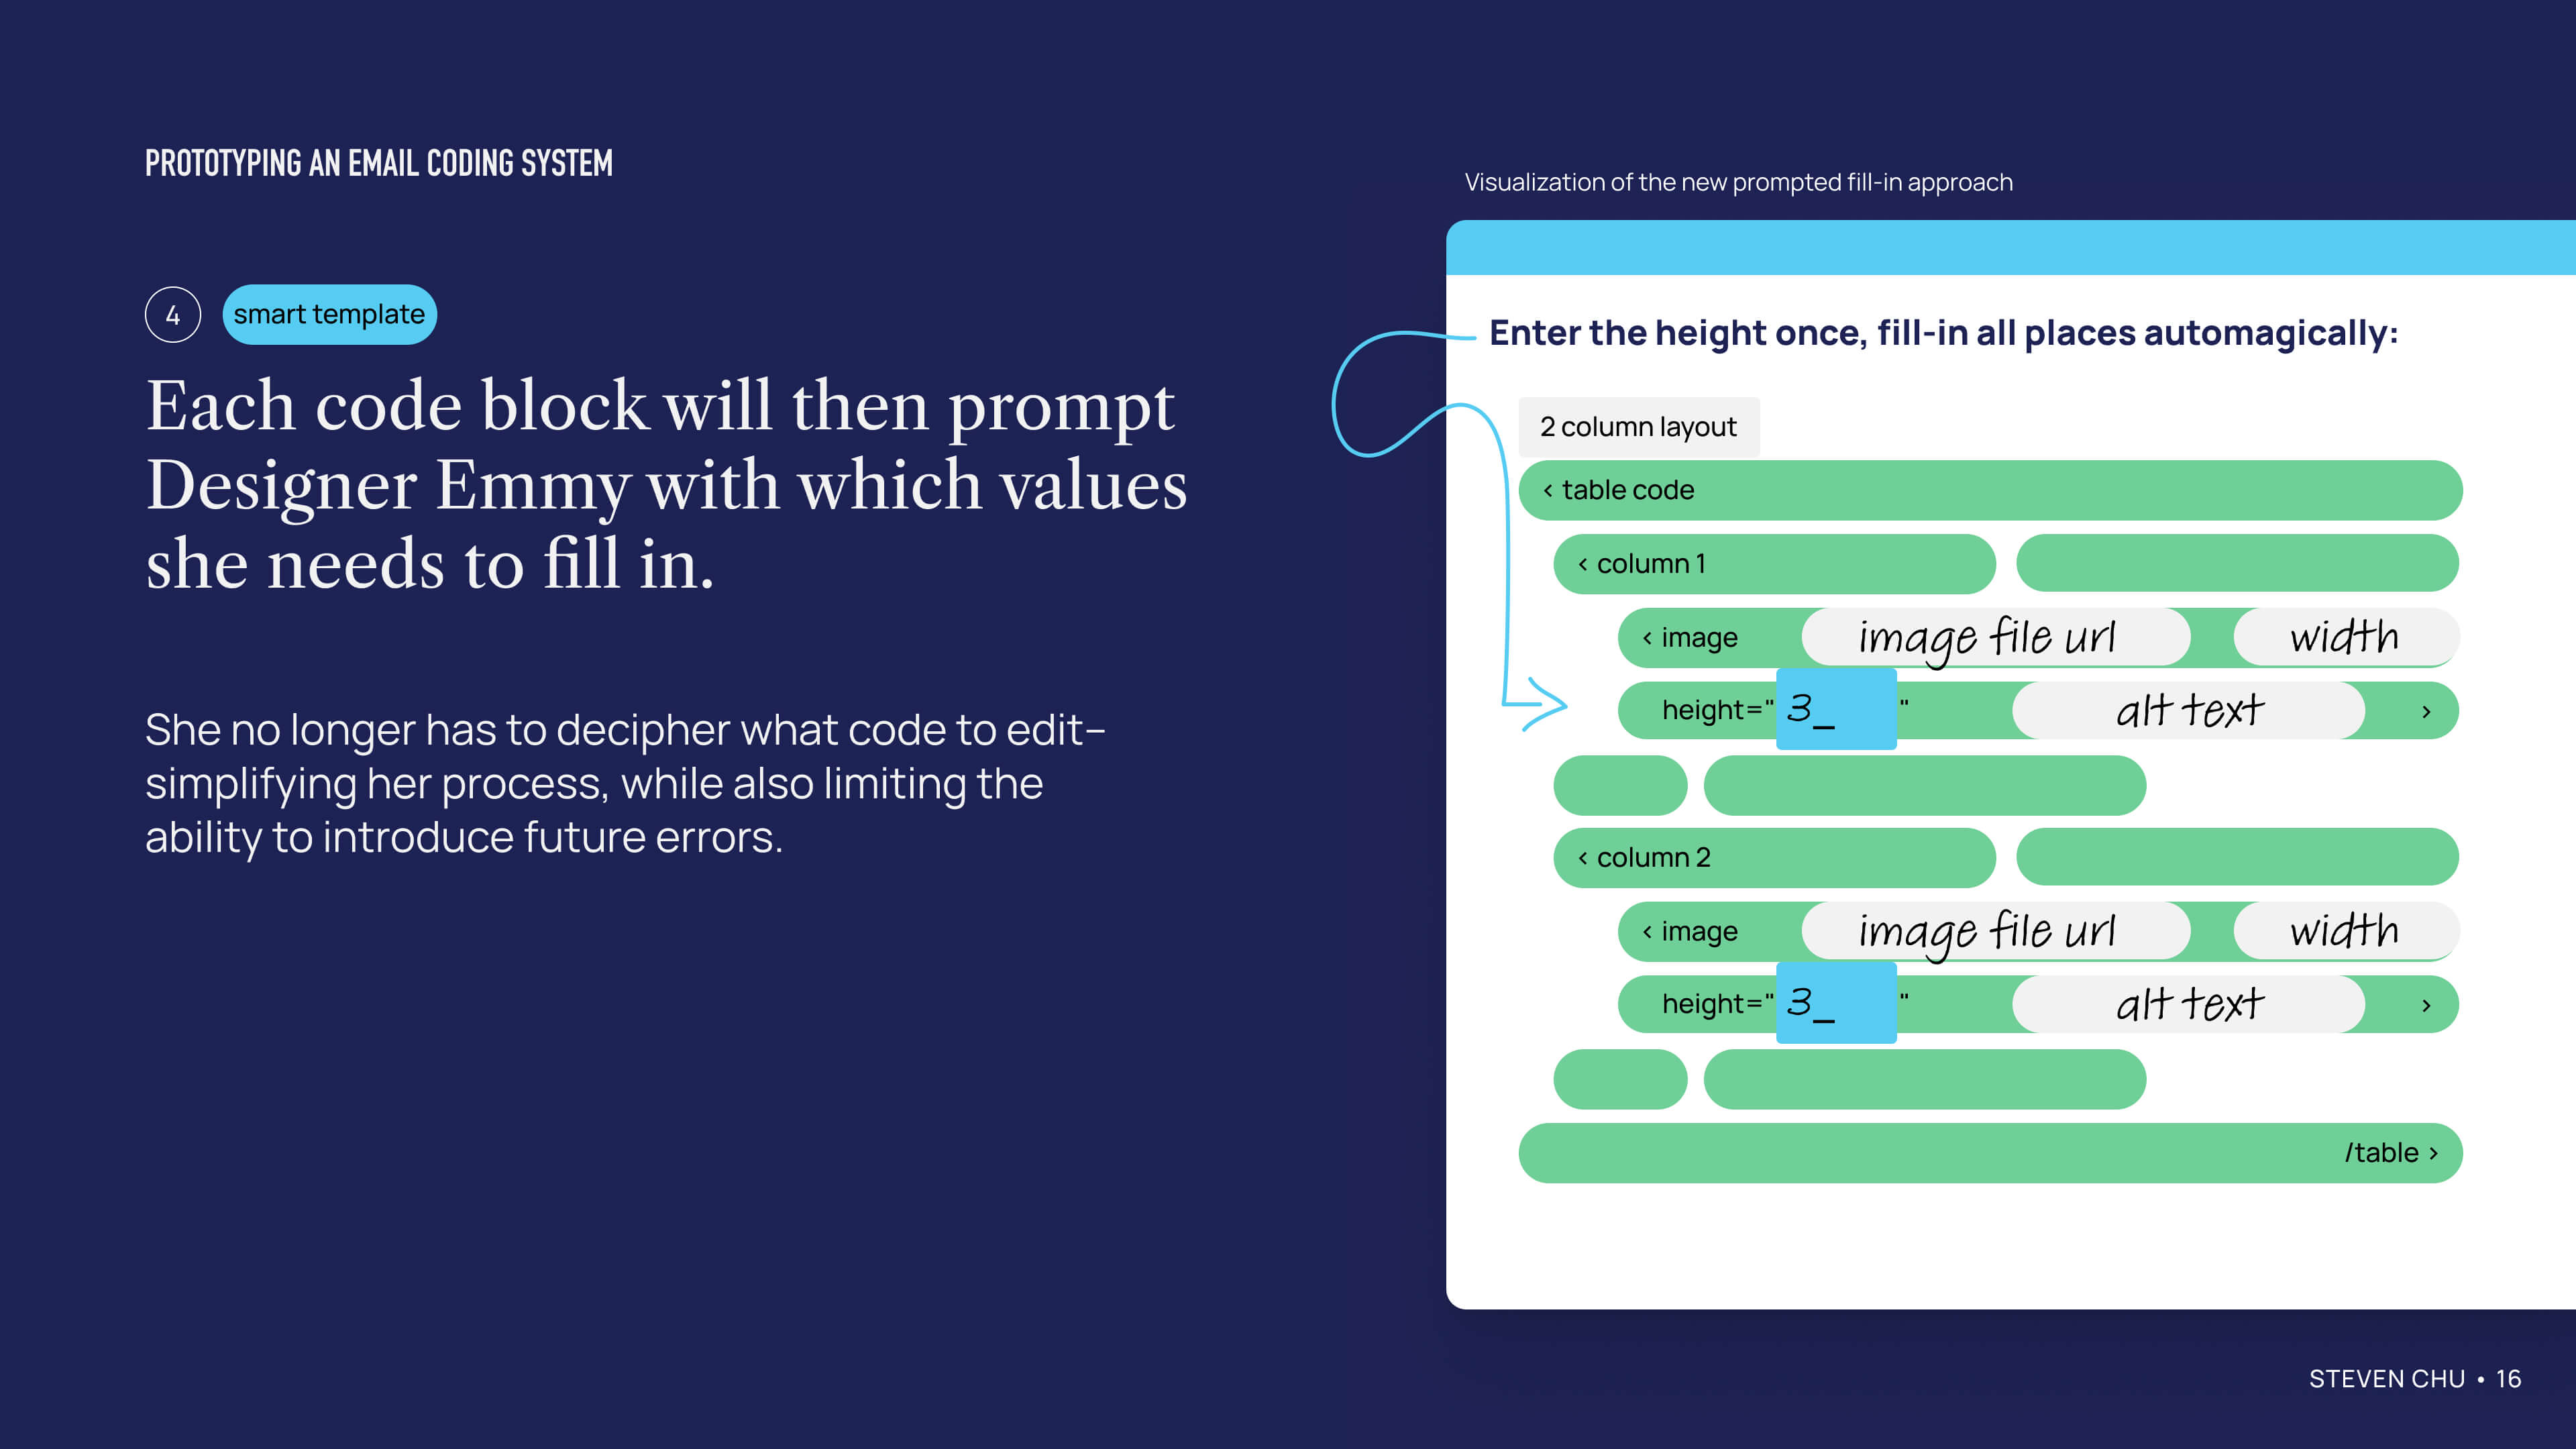 PROTOTYPING AN EMAIL CODING SYSTEM
4 smart template
Each code block will then prompt
Designer Emmy with which values
she needs to fill in.
She no longer has to decipher what code to edit–
simplifying her process, while also limiting the
ability to introduce future errors.
Visualization of the new prompted fill-in approach
Enter the height once, fill-in all places automagically:
2 column layout
‹ table code
‹ column 1
‹ image image file url width
height="3_" alt text ›
‹ column 2
‹ image image file url width
height="3_" alt text ›
/table ›
STEVEN CHU • 16